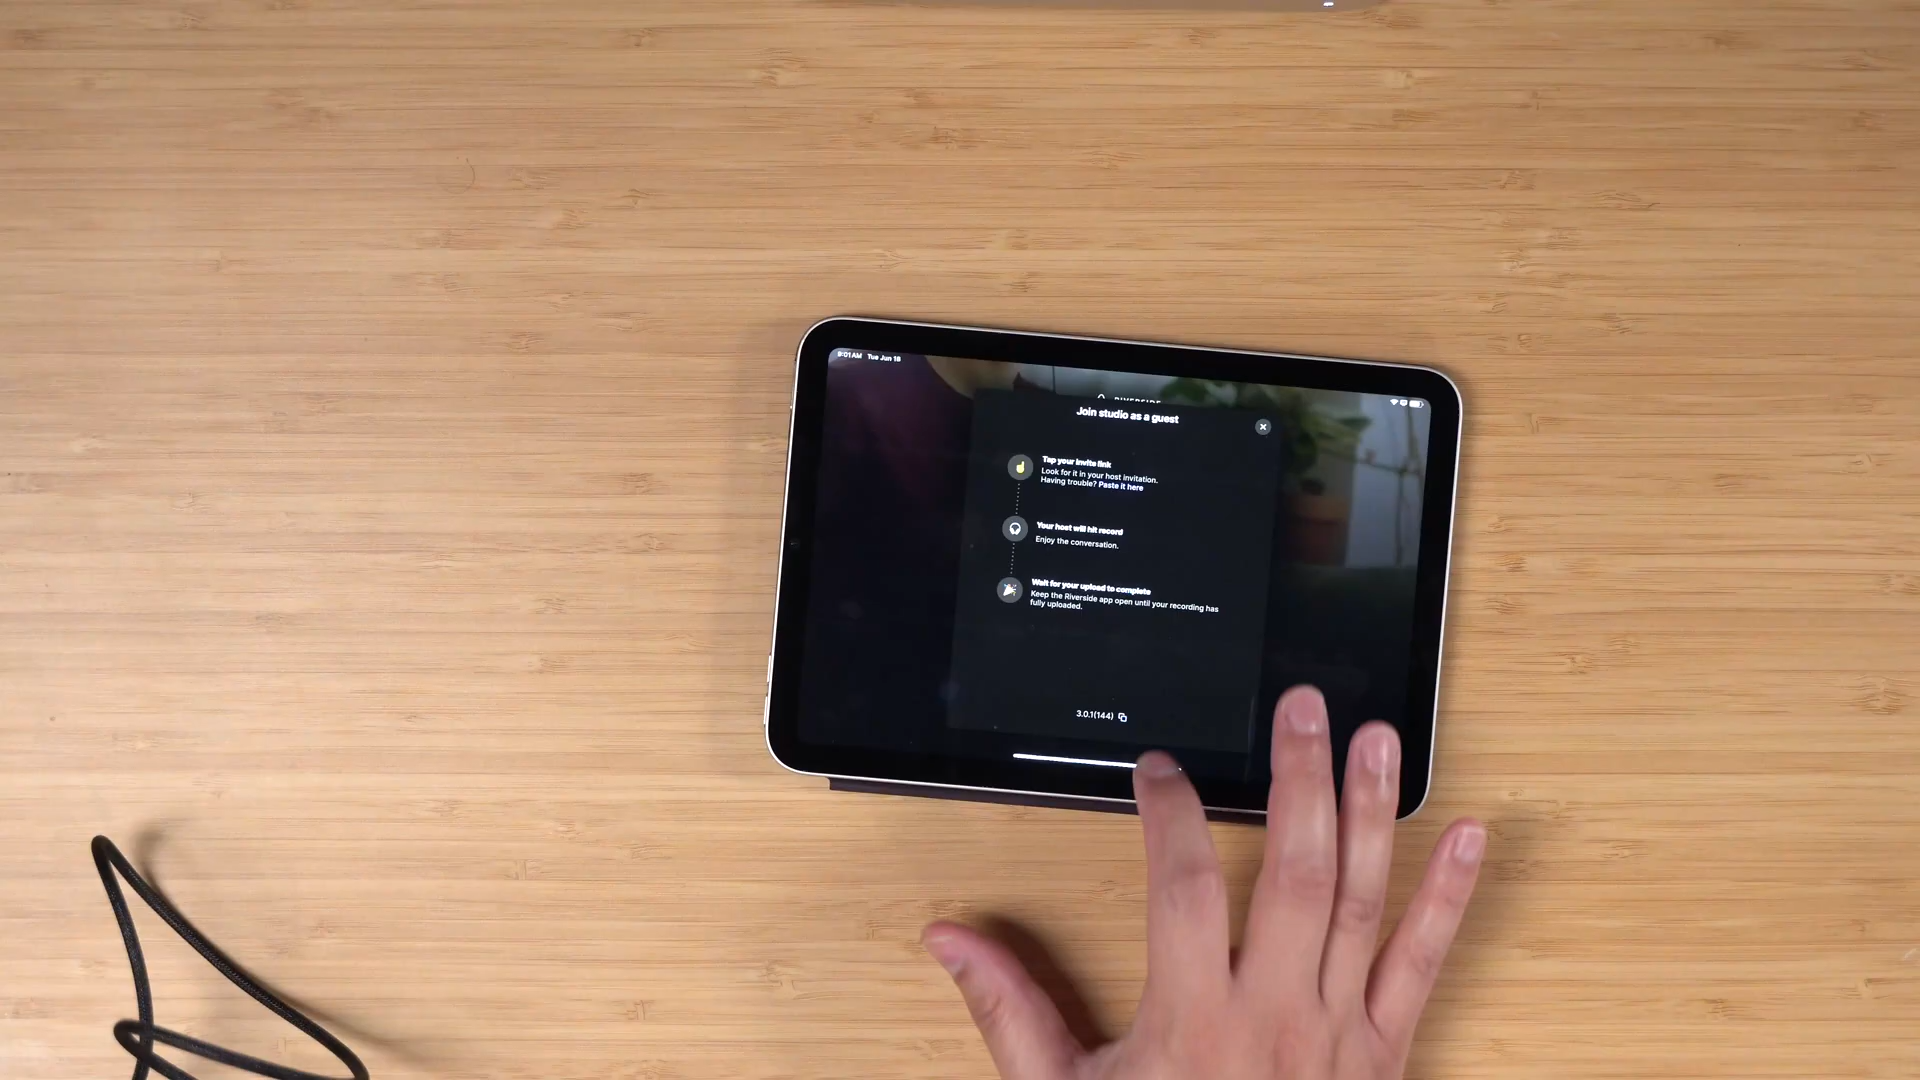 9:01AM Tue Jun 18
RIVERSIDE
Join studio as a guest
Tap your invite link
Look for it in your host invitation.
Having trouble? Paste it here
Your host will hit record
Enjoy the conversation.
Wait for your upload to complete
Keep the Riverside app open until your recording has
fully uploaded.
3.0.1(144)